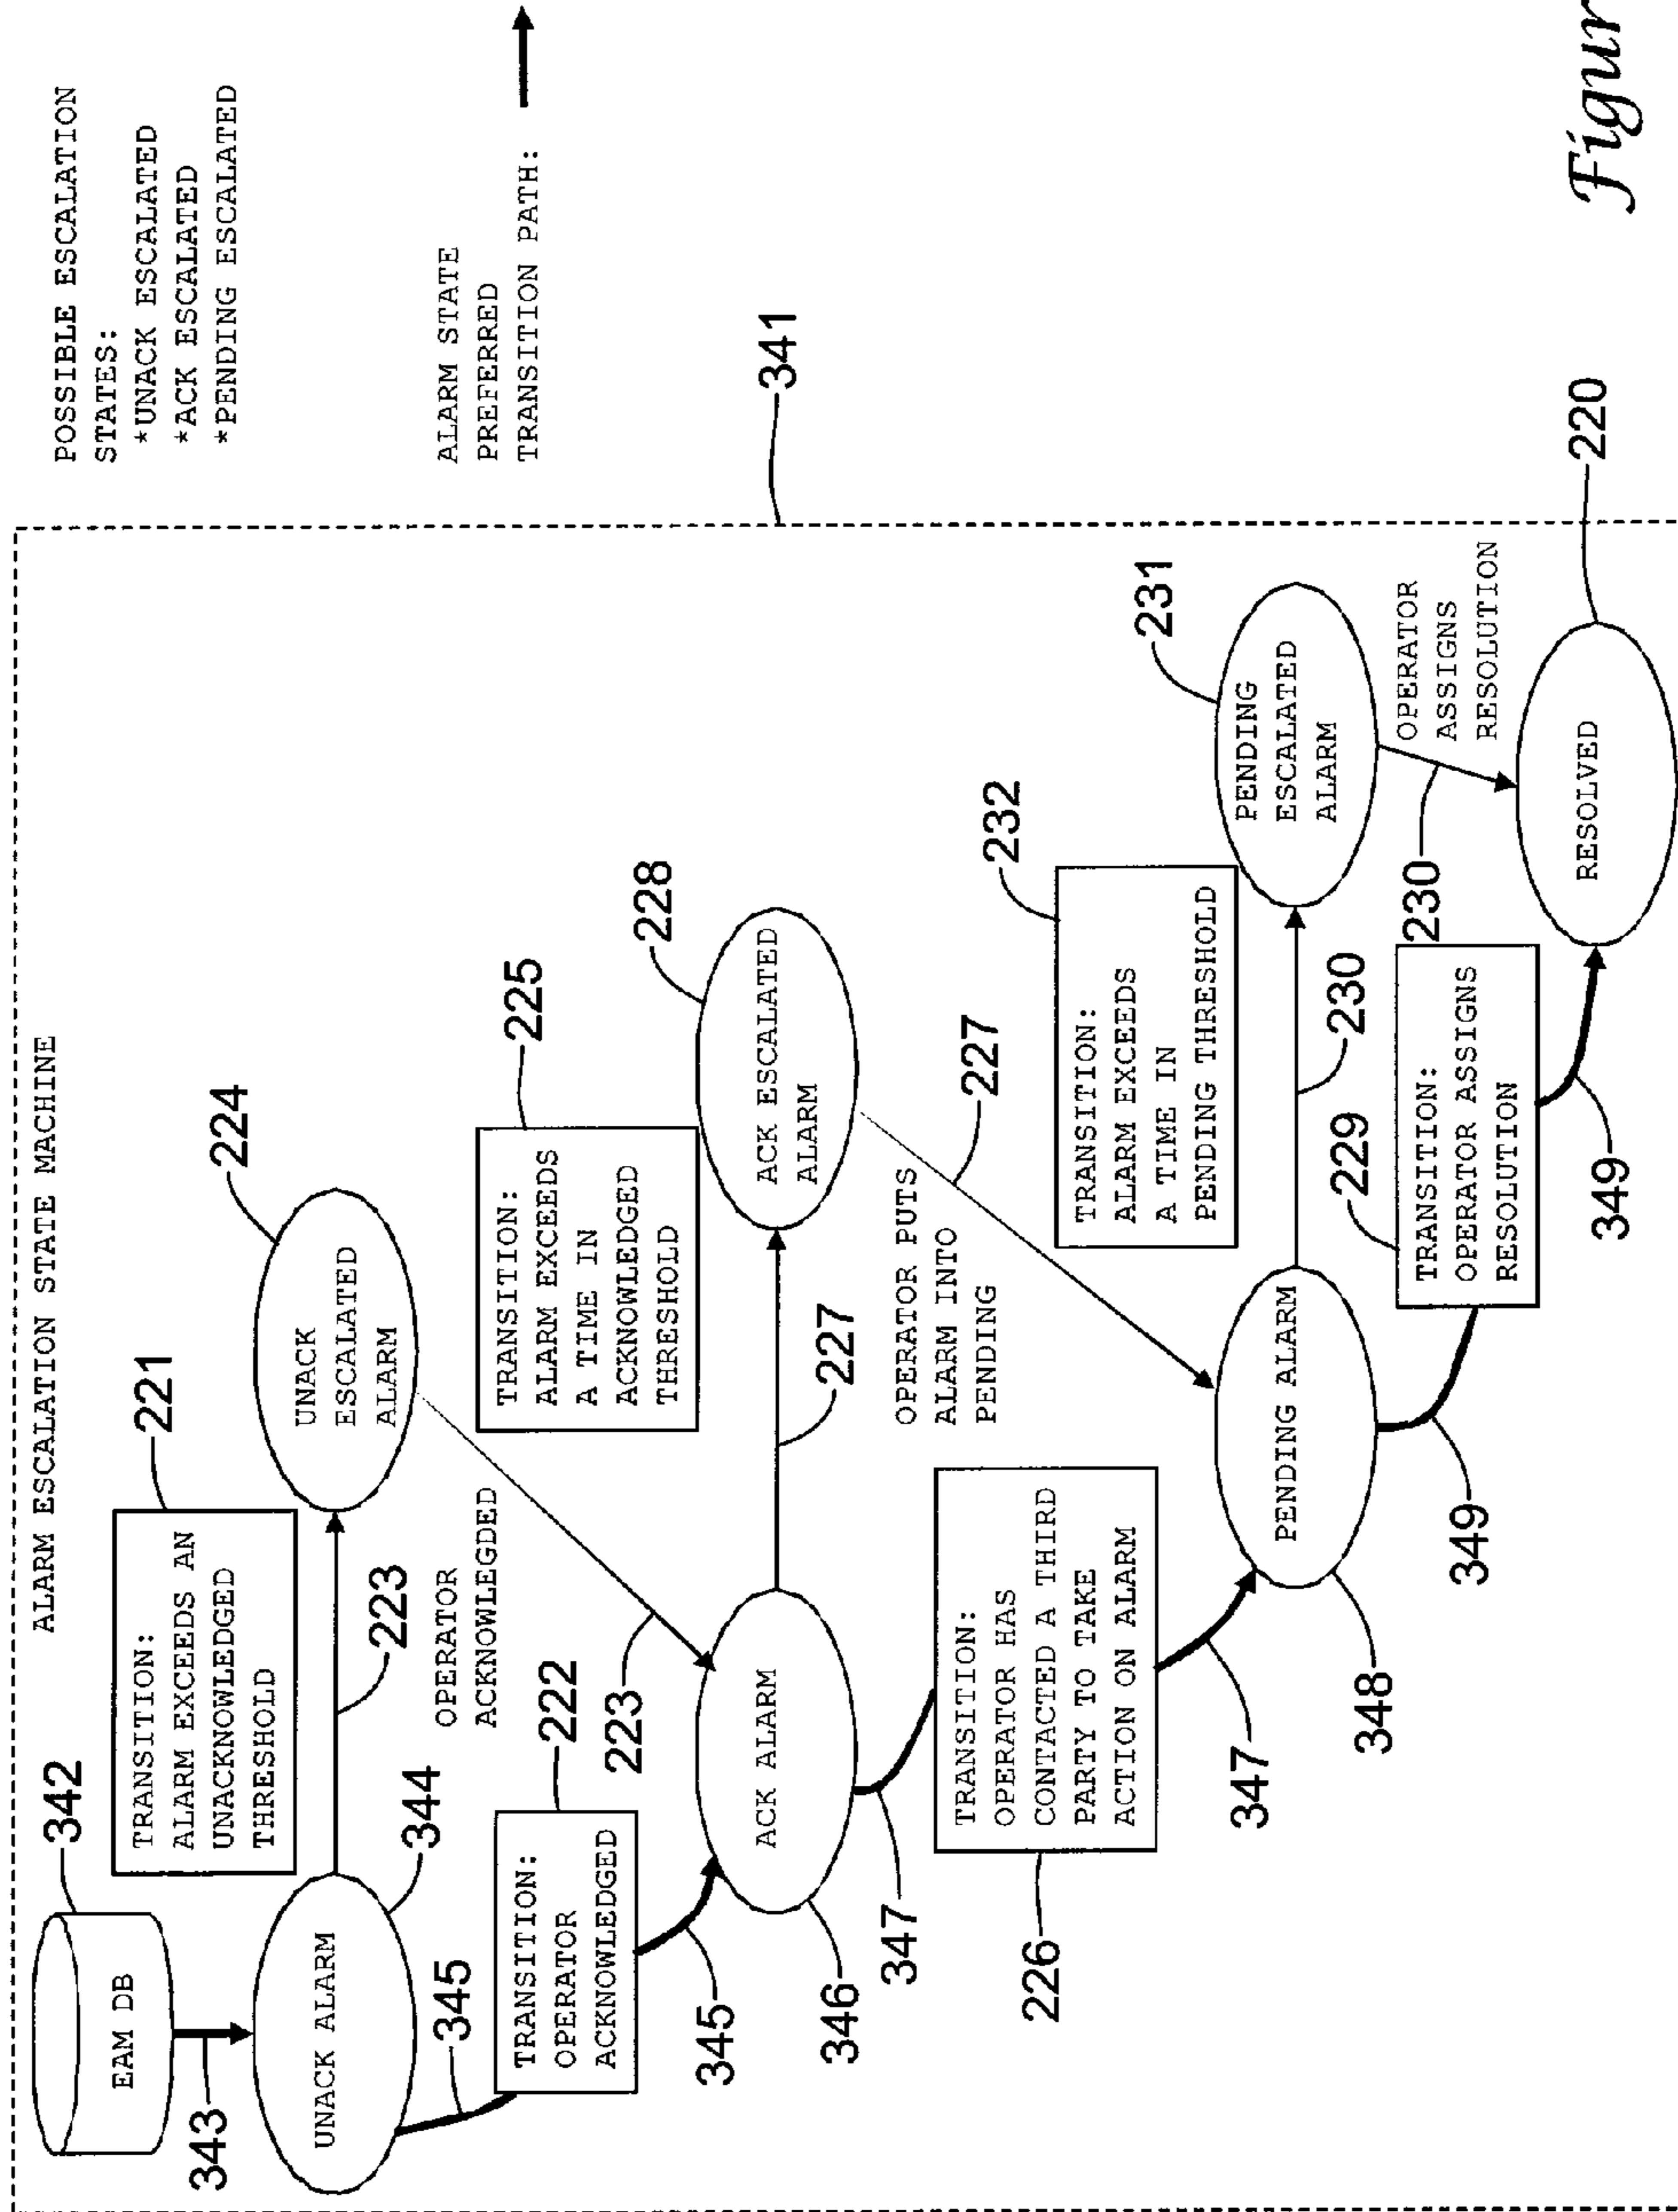 ALARM ESCALATION STATE MACHINE
342
EAM DB
343
UNACK ALARM
344
TRANSITION:
ALARM EXCEEDS AN
UNACKNOWLEDGED
THRESHOLD
221
223
UNACK
ESCALATED
ALARM
224
345
TRANSITION:
OPERATOR
ACKNOWLEDGED
222
OPERATOR
ACKNOWLEGDED
223
345
ACK ALARM
346
TRANSITION:
ALARM EXCEEDS
A TIME IN
ACKNOWLEDGED
THRESHOLD
225
227
ACK ESCALATED
ALARM
228
347
TRANSITION:
OPERATOR HAS
CONTACTED A THIRD
PARTY TO TAKE
ACTION ON ALARM
226
OPERATOR PUTS
ALARM INTO
PENDING
227
347
PENDING ALARM
348
TRANSITION:
ALARM EXCEEDS
A TIME IN
PENDING THRESHOLD
232
230
PENDING
ESCALATED
ALARM
231
349
TRANSITION:
OPERATOR ASSIGNS
RESOLUTION
229
349
230
OPERATOR
ASSIGNS
RESOLUTION
RESOLVED
220
341
POSSIBLE ESCALATION
STATES:
*UNACK ESCALATED
*ACK ESCALATED
*PENDING ESCALATED
ALARM STATE
PREFERRED
TRANSITION PATH:
Figur